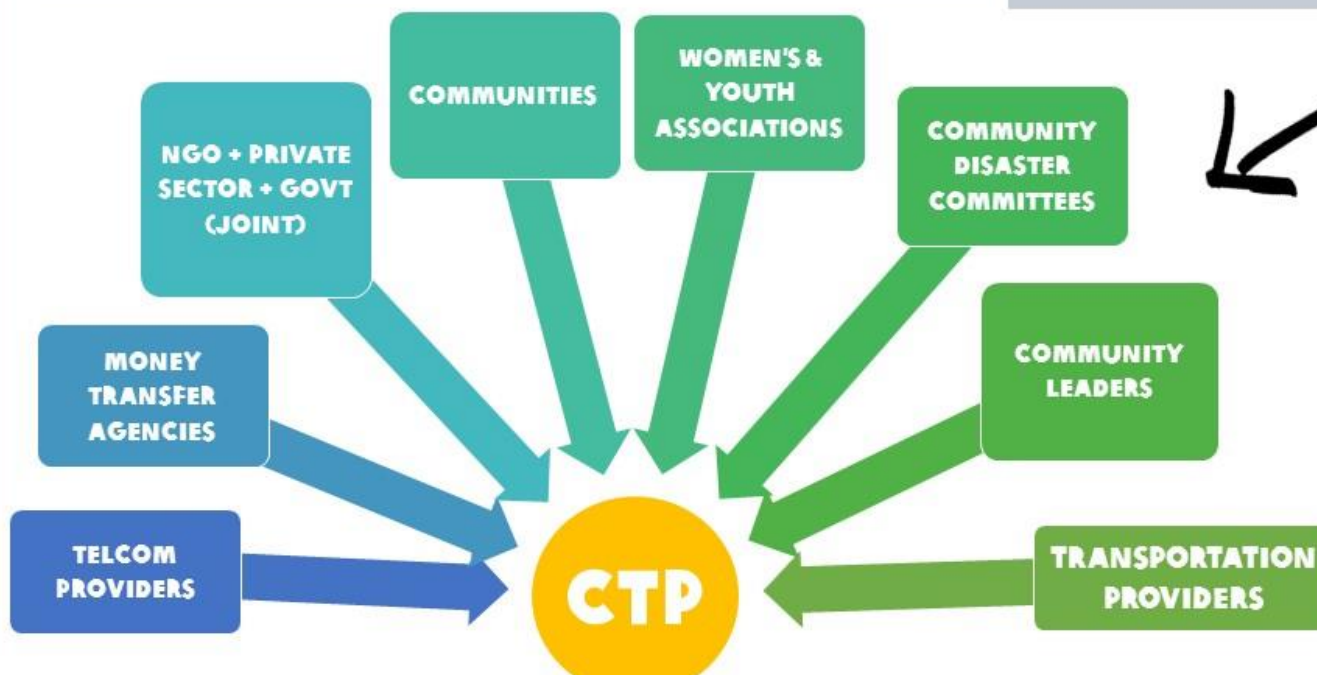 COMMUNITIES
WOMEN'S &
YOUTH
ASSOCIATIONS
NGO + PRIVATE
SECTOR + GOVT
(JOINT)
COMMUNITY
DISASTER
COMMITTEES
MONEY
TRANSFER
AGENCIES
COMMUNITY
LEADERS
TELCOM
PROVIDERS
CTP
TRANSPORTATION
PROVIDERS